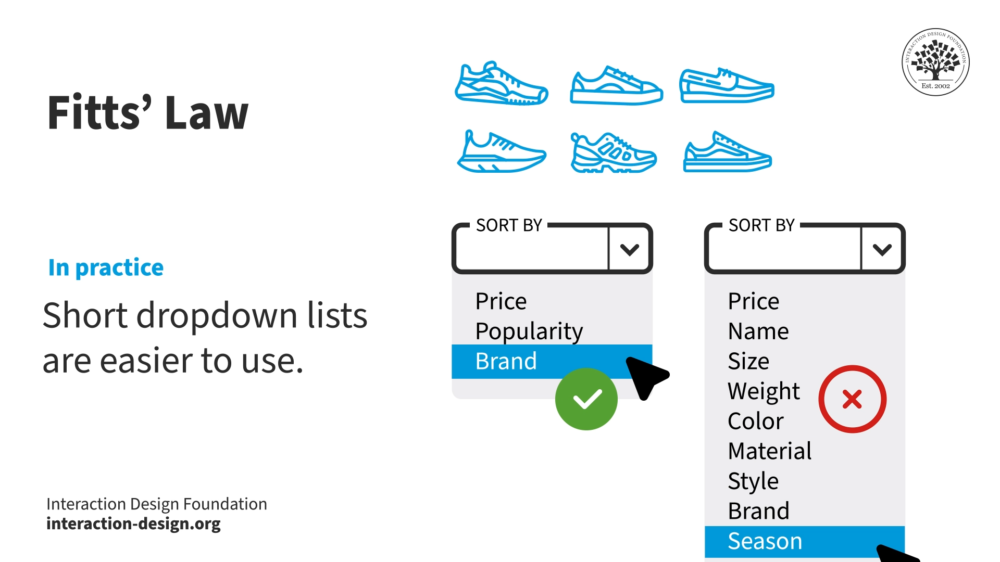 INTERACTION DESIGN FOUNDATION
Est. 2002
Fitts’ Law
In practice
Short dropdown lists
are easier to use.
Interaction Design Foundation
interaction-design.org
SORT BY
Price
Popularity
Brand
SORT BY
Price
Name
Size
Weight
Color
Material
Style
Brand
Season